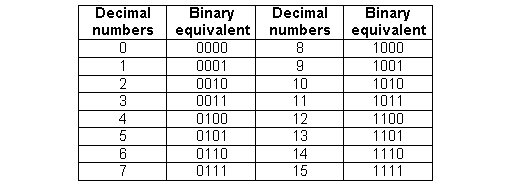 Decimal numbers Binary equivalent Decimal numbers Binary equivalent
0 0000 8 1000
1 0001 9 1001
2 0010 10 1010
3 0011 11 1011
4 0100 12 1100
5 0101 13 1101
6 0110 14 1110
7 0111 15 1111